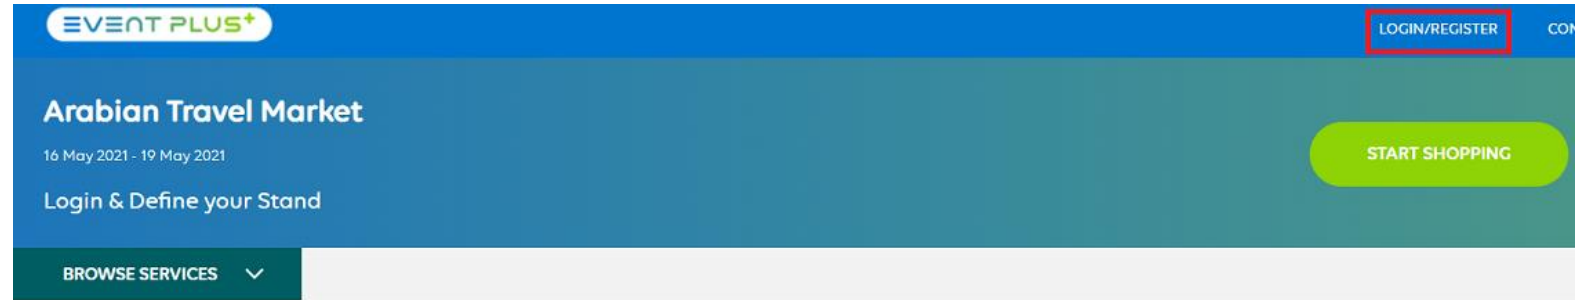 EVENT PLUS+
LOGIN/REGISTER
Arabian Travel Market
16 May 2021 - 19 May 2021
START SHOPPING
Login & Define your Stand
BROWSE SERVICES